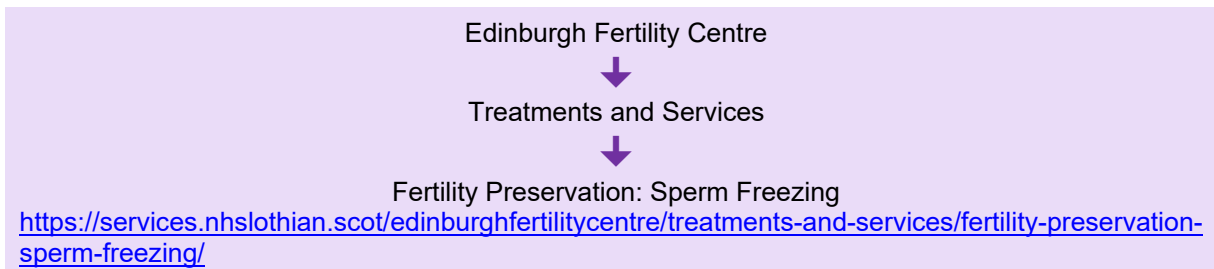 Edinburgh Fertility Centre
Treatments and Services
Fertility Preservation: Sperm Freezing
https://services.nhslothian.scot/edinburghfertilitycentre/treatments-and-services/fertility-preservation-
sperm-freezing/